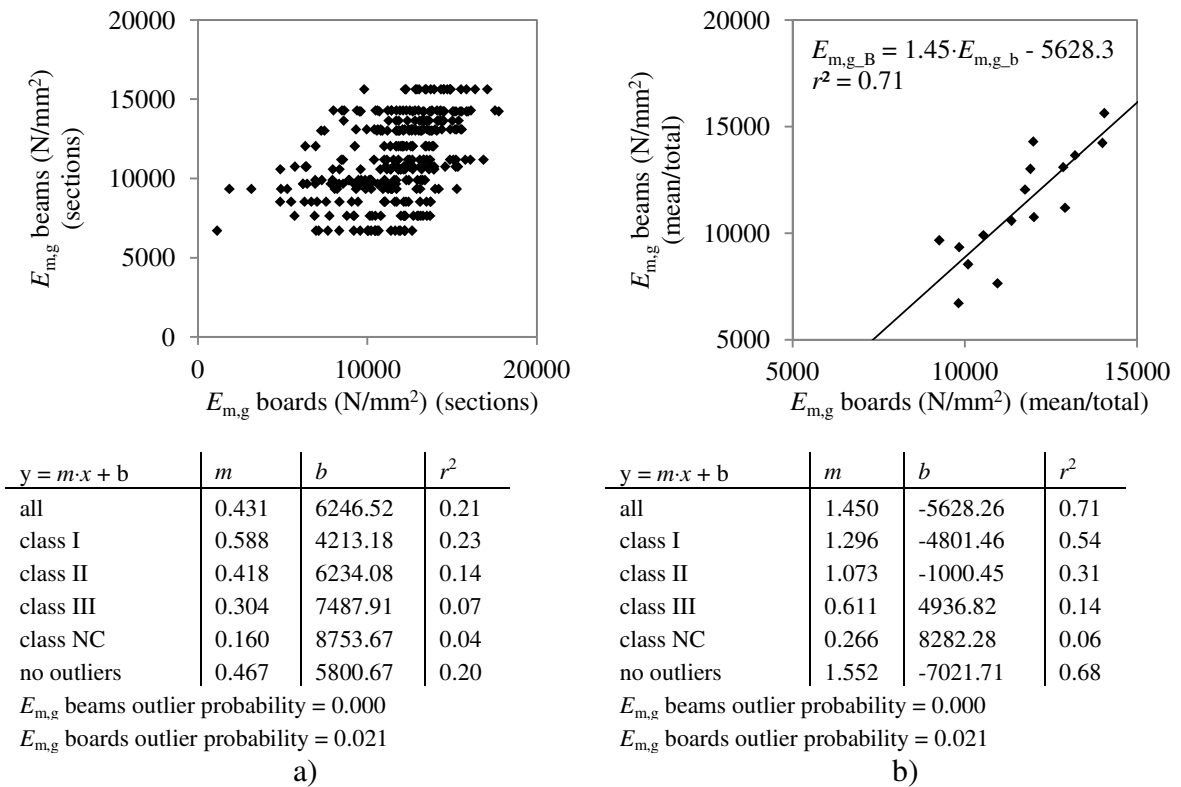 20000
15000
10000
5000
0
0
10000
20000
E_m,g beams (N/mm²)
(sections)
E_m,g boards (N/mm²) (sections)
20000
15000
10000
5000
5000
10000
15000
E_m,g_B = 1.45·E_m,g_b - 5628.3
r² = 0.71
E_m,g beams (N/mm²)
(mean/total)
E_m,g boards (N/mm²) (mean/total)
y = m·x + b m b r²
all 0.431 6246.52 0.21
class I 0.588 4213.18 0.23
class II 0.418 6234.08 0.14
class III 0.304 7487.91 0.07
class NC 0.160 8753.67 0.04
no outliers 0.467 5800.67 0.20
E_m,g beams outlier probability = 0.000
E_m,g boards outlier probability = 0.021
a)
y = m·x + b m b r²
all 1.450 -5628.26 0.71
class I 1.296 -4801.46 0.54
class II 1.073 -1000.45 0.31
class III 0.611 4936.82 0.14
class NC 0.266 8282.28 0.06
no outliers 1.552 -7021.71 0.68
E_m,g beams outlier probability = 0.000
E_m,g boards outlier probability = 0.021
b)